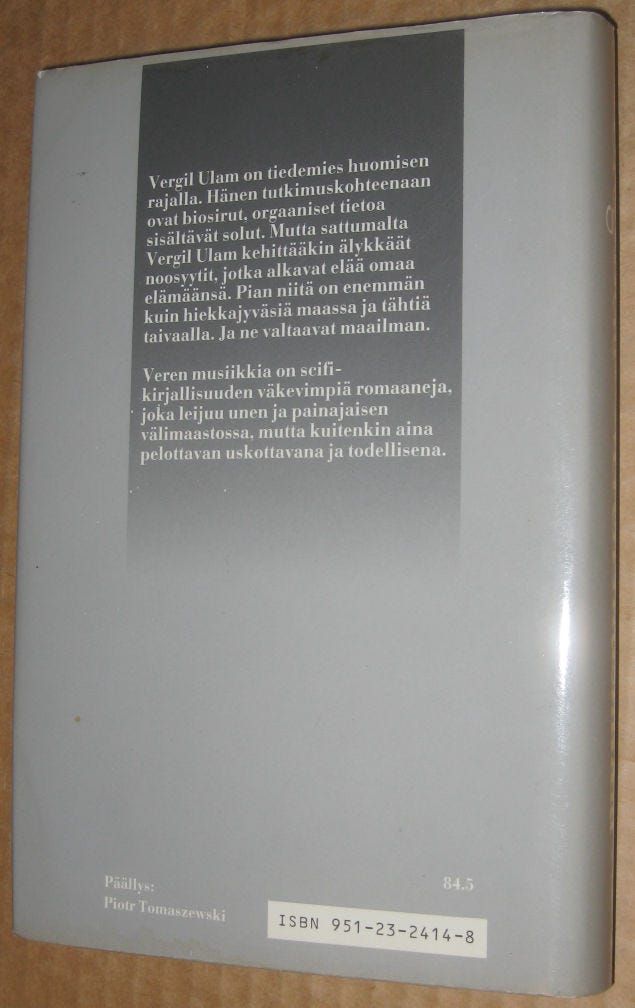 Vergil Ulam on tiedemies huomisen
rajalla. Hänen tutkimuskohteenaan
ovat biosirut, orgaaniset tietoa
sisältävät solut. Mutta sattumalta
Vergil Ulam kehittääkin älykkäät
noosyytit, jotka alkavat elää omaa
elämäänsä. Pian niitä on enemmän
kuin hiekkajyväsiä maassa ja tähtiä
taivaalla. Ja ne valtaavat maailman.
Veren musiikkia on scifi-
kirjallisuuden väkevimpiä romaaneja,
joka leijuu unen ja painajaisen
välimaastossa, mutta kuitenkin aina
pelottavan uskottavana ja todellisena.
Päällys:
Piotr Tomaszewski
84.5
ISBN 951-23-2414-8